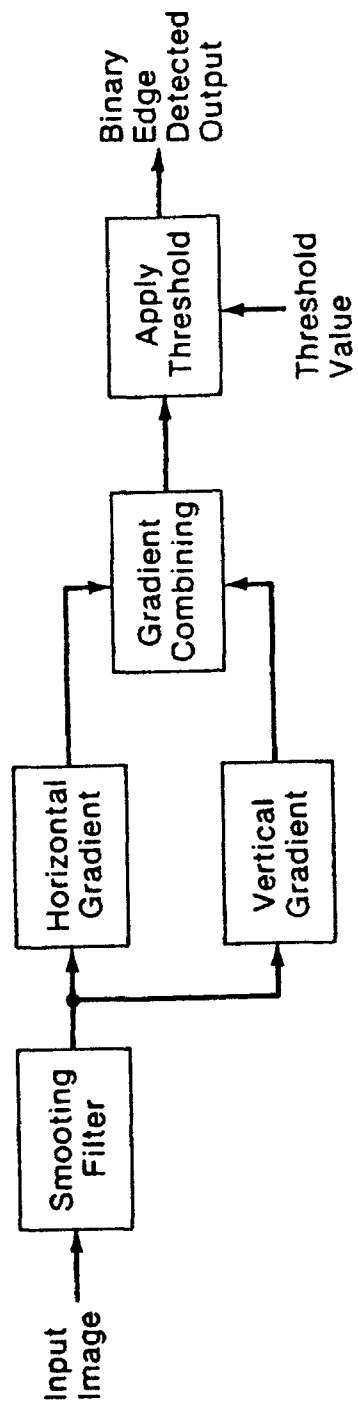 Input
Image
Smooting
Filter
Horizontal
Gradient
Vertical
Gradient
Gradient
Combining
Apply
Threshold
Threshold
Value
Binary
Edge
Detected
Output